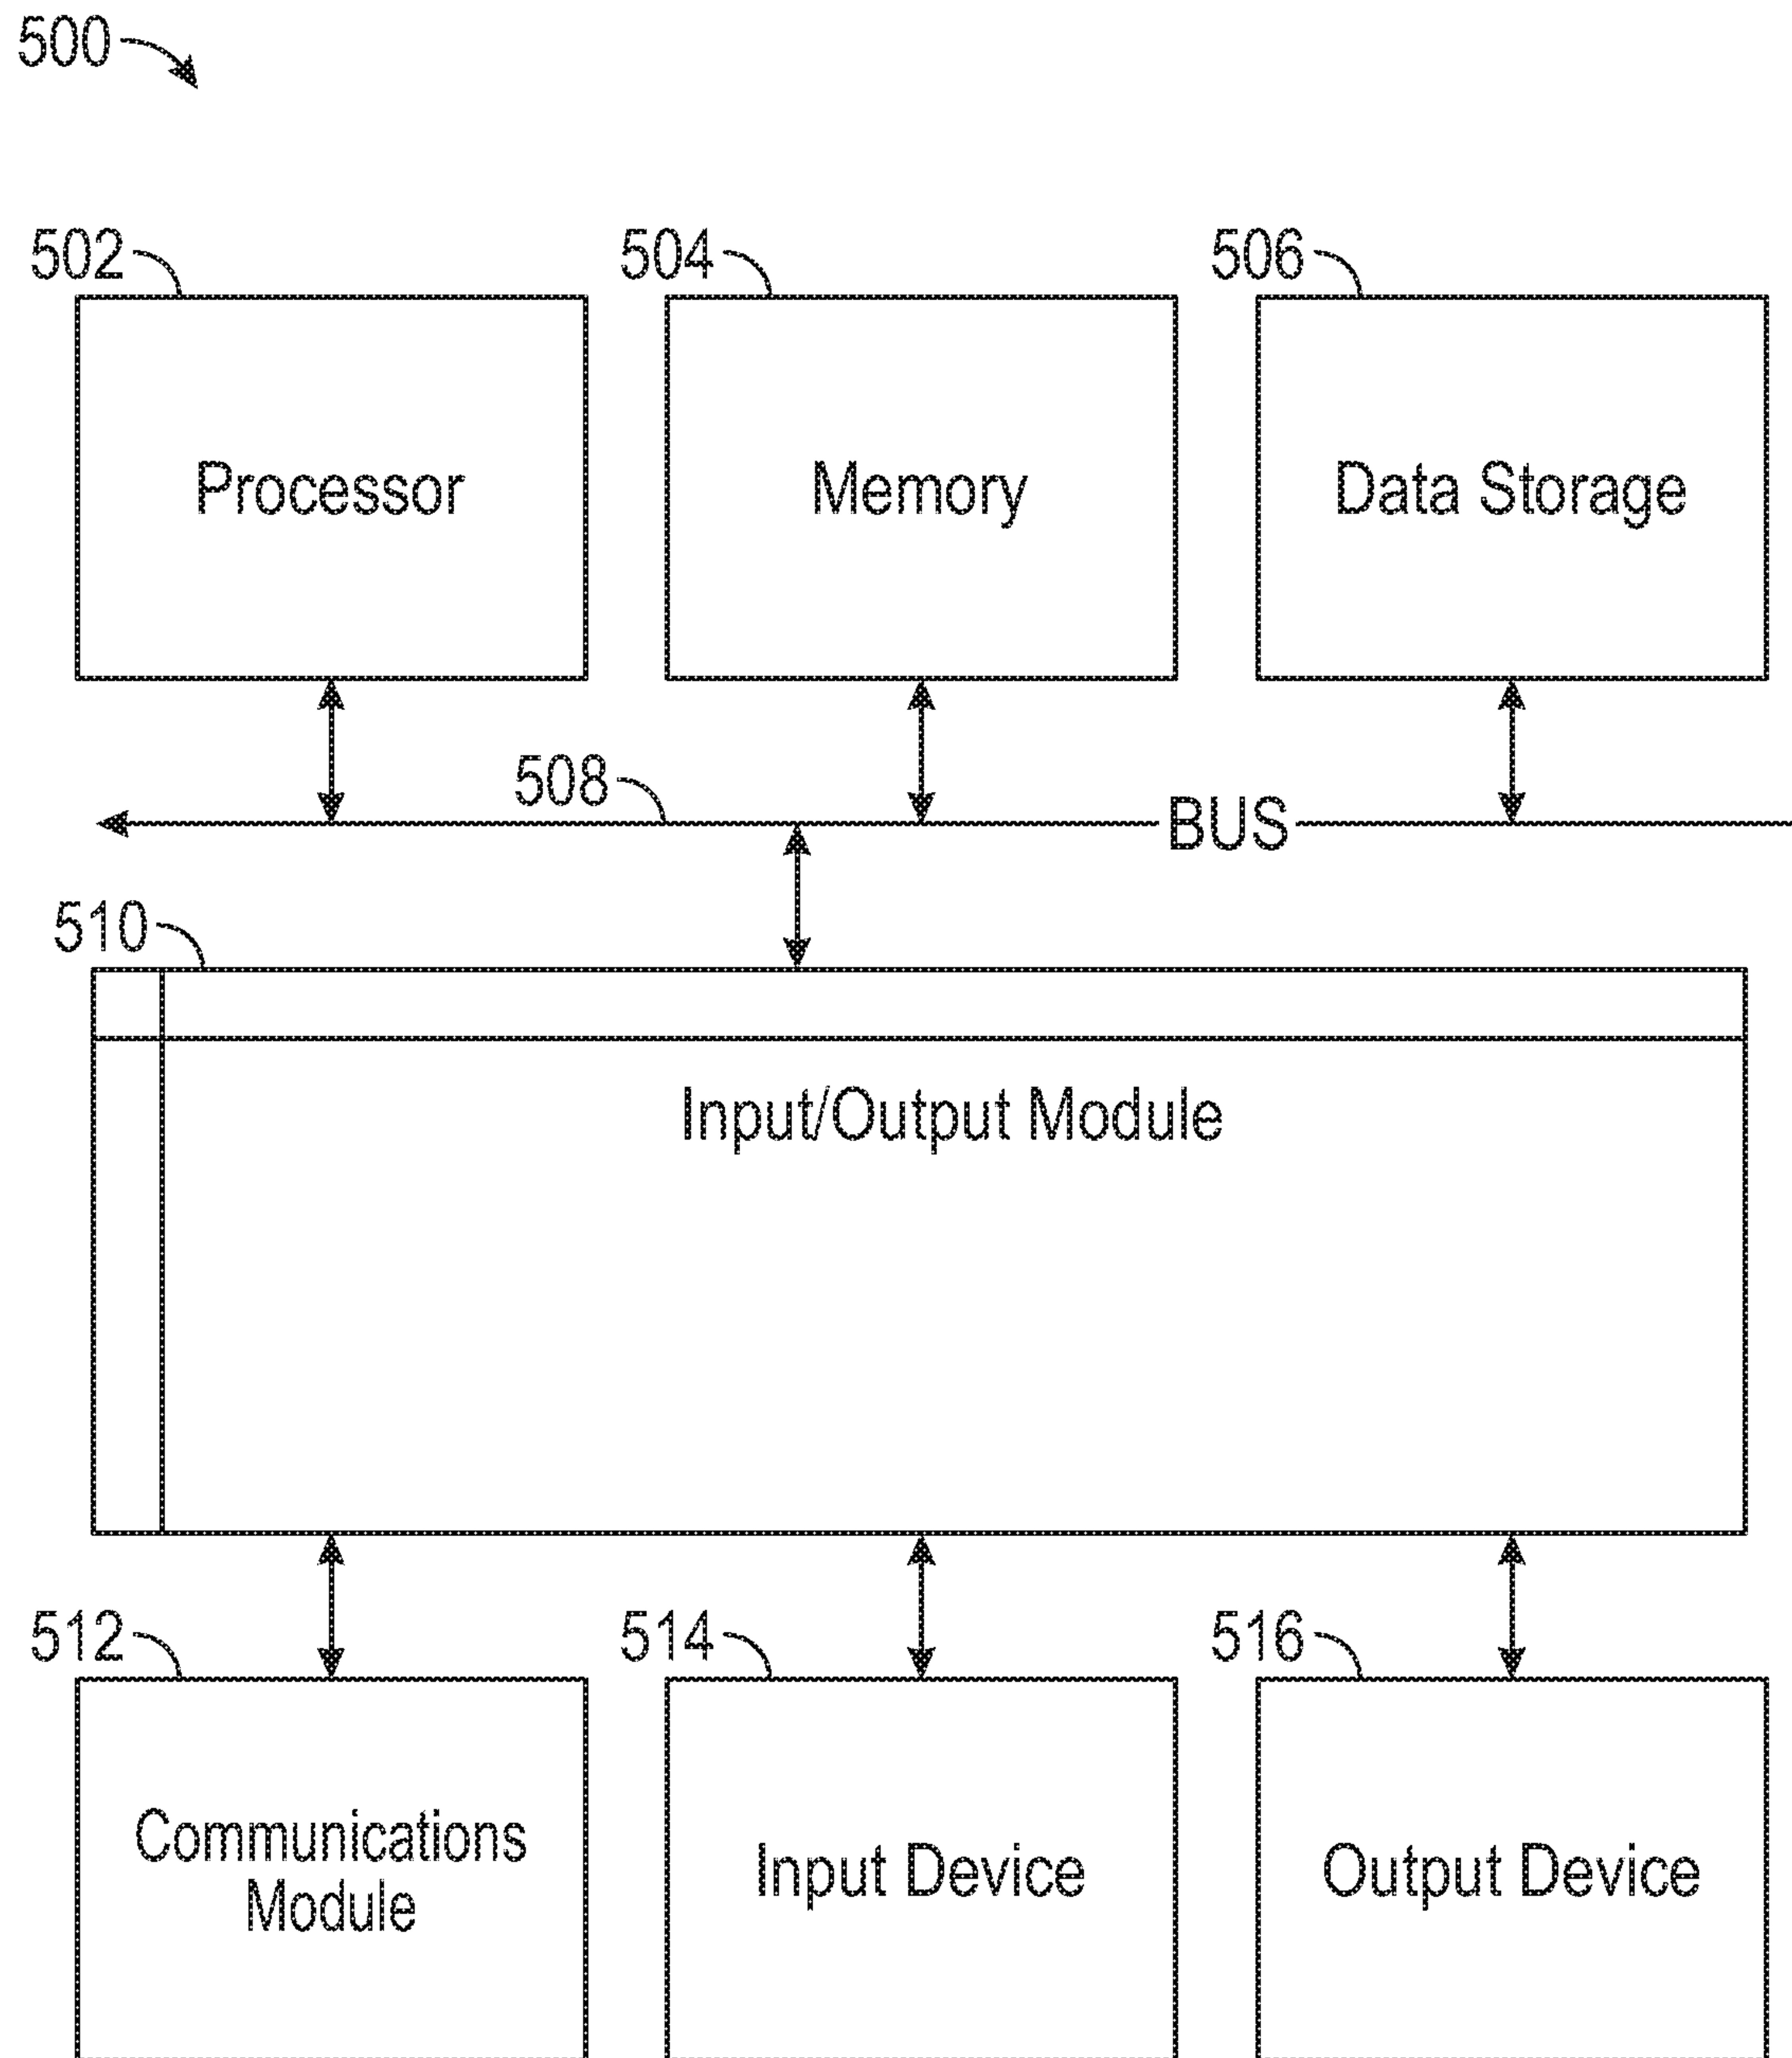 500
502
504
506
Processor
Memory
Data Storage
508
BUS
510
Input/Output Module
512
514
516
Communications
Module
Input Device
Output Device